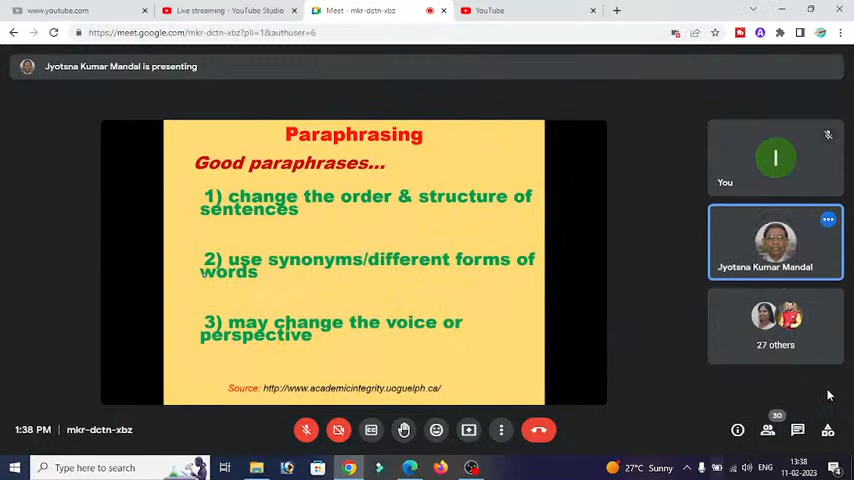 www.youtube.com
Live streaming - YouTube Studio
Meet - mkr-dctn-xbz
YouTube
https://meet.google.com/mkr-dctn-xbz?pli=1&authuser=6
Jyotsna Kumar Mandal is presenting
Paraphrasing
Good paraphrases...
1) change the order & structure of
sentences
2) use synonyms/different forms of
words
3) may change the voice or
perspective
Source: http://www.academicintegrity.uoguelph.ca/
I
You
Jyotsna Kumar Mandal
27 others
1:38 PM
mkr-dctn-xbz
30
Type here to search
27°C Sunny
ENG
13:38
11-02-2023
4